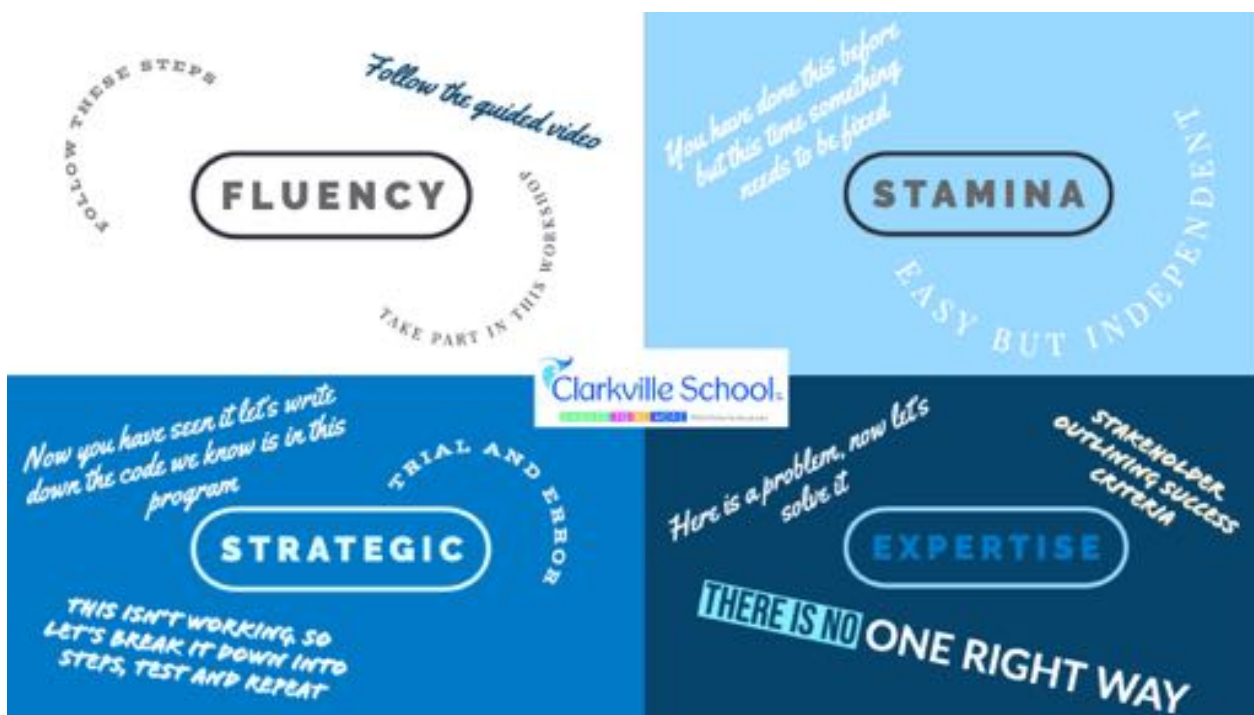 FOLLOW THESE STEPS
Follow the guided video
FLUENCY
TAKE PART IN THIS WORKSHOP
You have done this before
but this time something
needs to be fixed
STAMINA
EASY BUT INDEPENDENT
Clarkville School
Now you have seen it let's write
down the code we know is in this
program
TRIAL AND ERROR
STRATEGIC
THIS ISN'T WORKING, SO
LET'S BREAK IT DOWN INTO
STEPS, TEST AND REPEAT
Here is a problem, now let's
solve it
STAKEHOLDER
OUTLINING SUCCESS
CRITERIA
EXPERTISE
THERE IS NO ONE RIGHT WAY